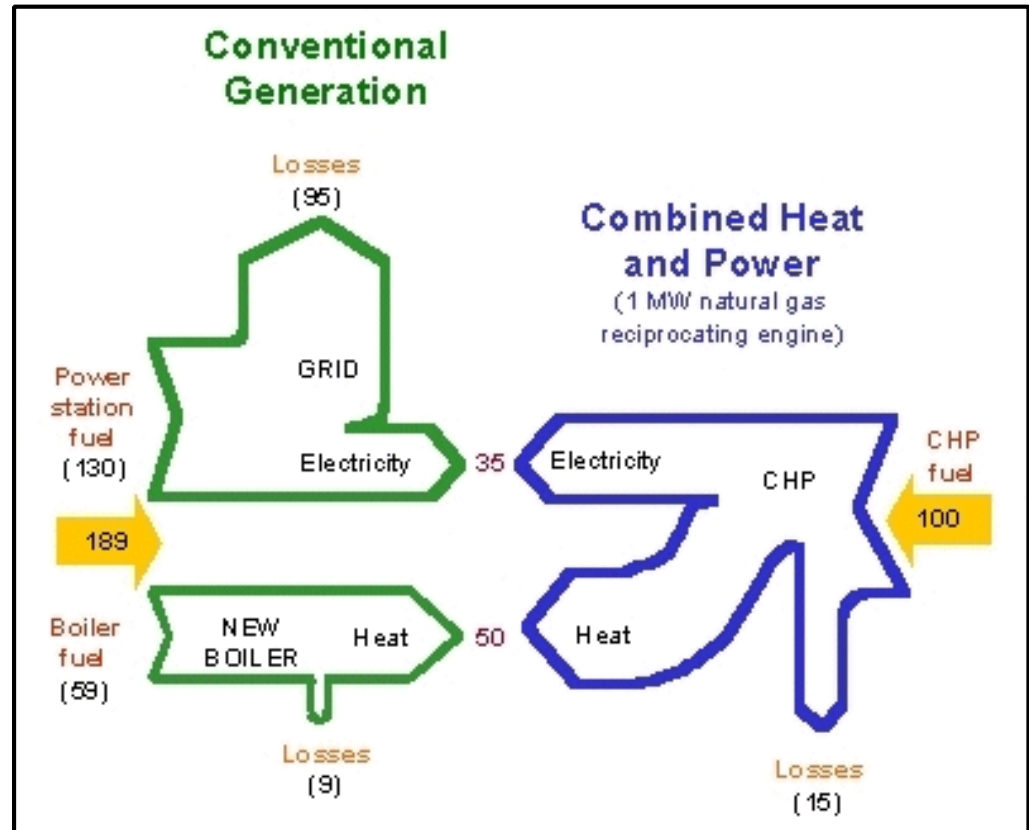 Conventional
Generation
Losses
(95)
Combined Heat
and Power
(1 MW natural gas
reciprocating engine)
GRID
Power
station
fuel
(130)
Electricity
35
Electricity
CHP
CHP
fuel
100
189
Boiler
fuel
(59)
NEW
BOILER
Heat
50
Heat
Losses
(9)
Losses
(15)